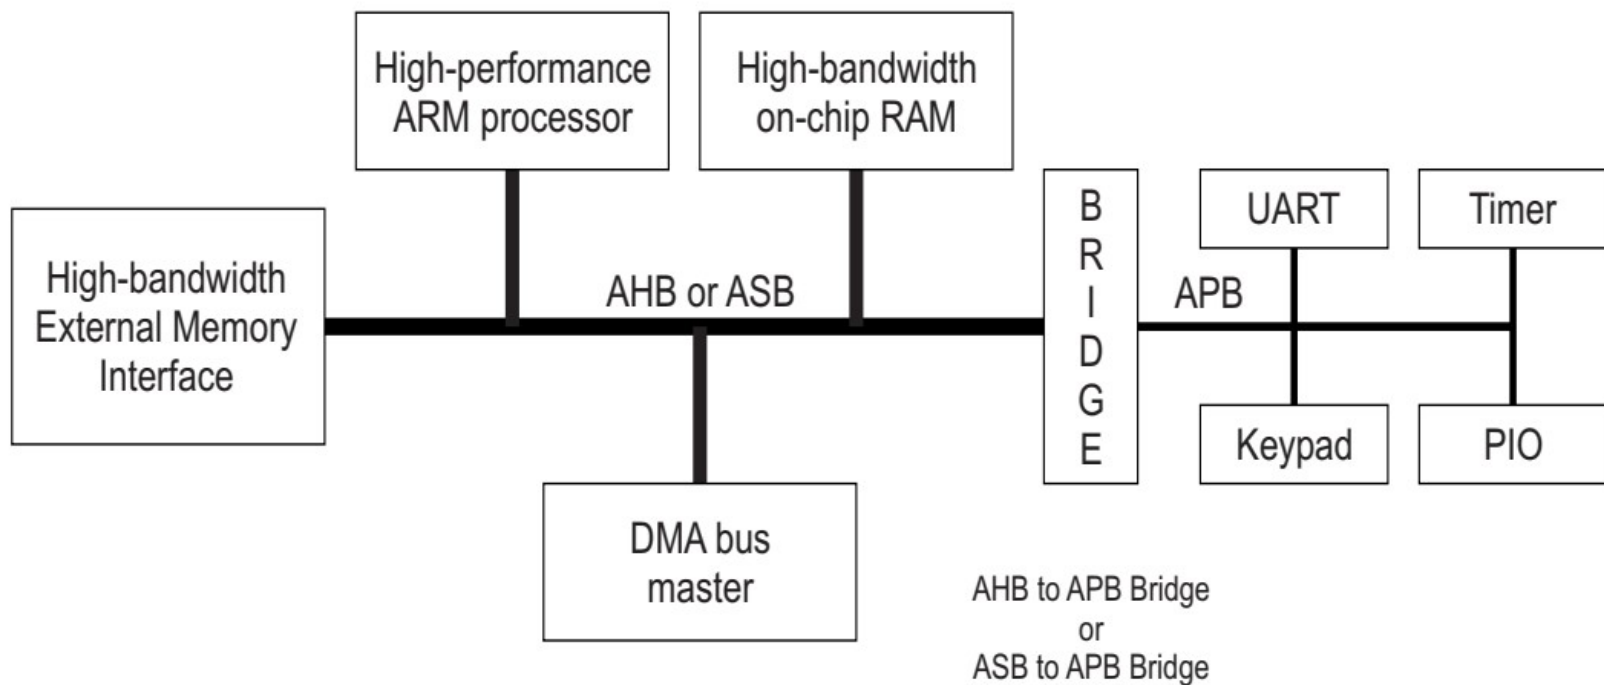 High-performance
ARM processor
High-bandwidth
on-chip RAM
High-bandwidth
External Memory
Interface
AHB or ASB
B
R
I
D
G
E
APB
UART
Timer
Keypad
PIO
DMA bus
master
AHB to APB Bridge
or
ASB to APB Bridge